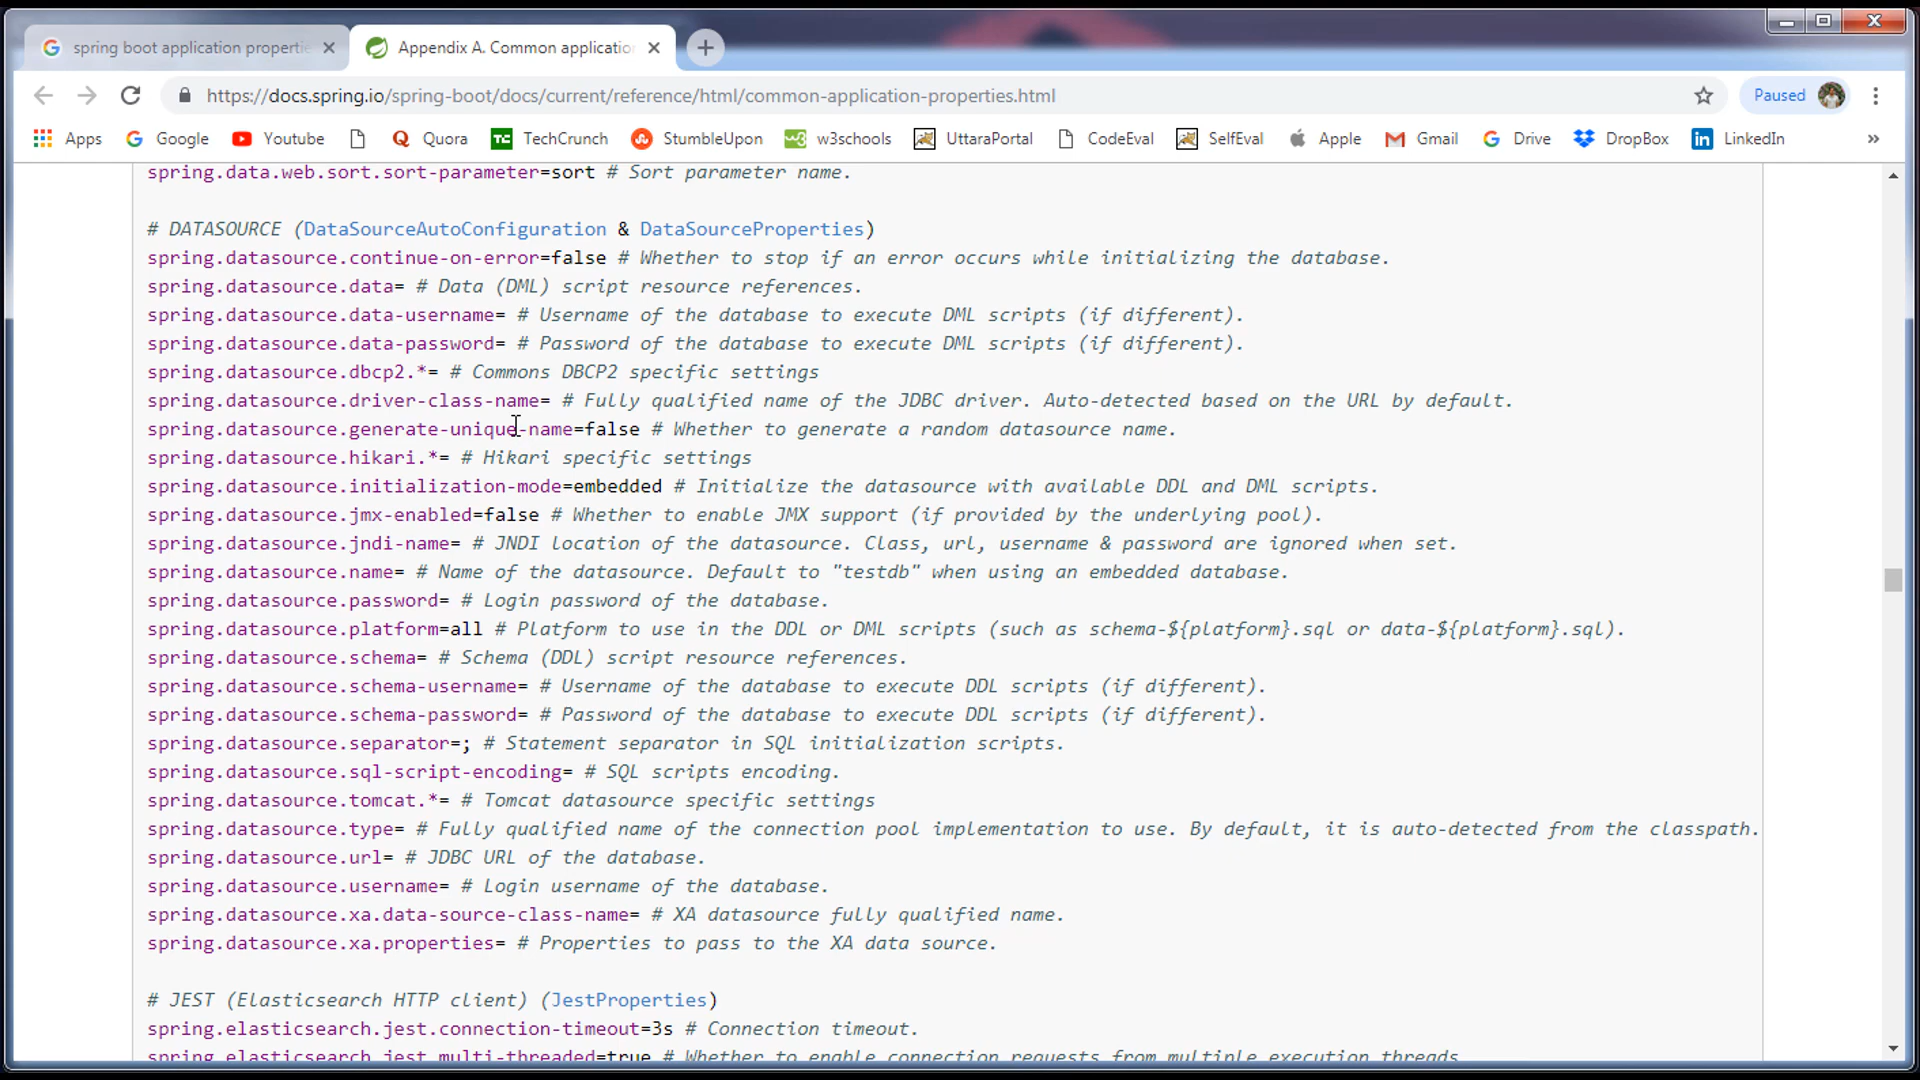 spring boot application propertie
Appendix A. Common applicatio
https://docs.spring.io/spring-boot/docs/current/reference/html/common-application-properties.html
Paused
Apps Google Youtube Quora TechCrunch StumbleUpon w3schools UttaraPortal CodeEval SelfEval Apple Gmail Drive DropBox LinkedIn »
spring.data.web.sort.sort-parameter=sort # Sort parameter name.
# DATASOURCE (DataSourceAutoConfiguration & DataSourceProperties)
spring.datasource.continue-on-error=false # Whether to stop if an error occurs while initializing the database.
spring.datasource.data= # Data (DML) script resource references.
spring.datasource.data-username= # Username of the database to execute DML scripts (if different).
spring.datasource.data-password= # Password of the database to execute DML scripts (if different).
spring.datasource.dbcp2.*= # Commons DBCP2 specific settings
spring.datasource.driver-class-name= # Fully qualified name of the JDBC driver. Auto-detected based on the URL by default.
spring.datasource.generate-unique-name=false # Whether to generate a random datasource name.
spring.datasource.hikari.*= # Hikari specific settings
spring.datasource.initialization-mode=embedded # Initialize the datasource with available DDL and DML scripts.
spring.datasource.jmx-enabled=false # Whether to enable JMX support (if provided by the underlying pool).
spring.datasource.jndi-name= # JNDI location of the datasource. Class, url, username & password are ignored when set.
spring.datasource.name= # Name of the datasource. Default to "testdb" when using an embedded database.
spring.datasource.password= # Login password of the database.
spring.datasource.platform=all # Platform to use in the DDL or DML scripts (such as schema-${platform}.sql or data-${platform}.sql).
spring.datasource.schema= # Schema (DDL) script resource references.
spring.datasource.schema-username= # Username of the database to execute DDL scripts (if different).
spring.datasource.schema-password= # Password of the database to execute DDL scripts (if different).
spring.datasource.separator=; # Statement separator in SQL initialization scripts.
spring.datasource.sql-script-encoding= # SQL scripts encoding.
spring.datasource.tomcat.*= # Tomcat datasource specific settings
spring.datasource.type= # Fully qualified name of the connection pool implementation to use. By default, it is auto-detected from the classpath.
spring.datasource.url= # JDBC URL of the database.
spring.datasource.username= # Login username of the database.
spring.datasource.xa.data-source-class-name= # XA datasource fully qualified name.
spring.datasource.xa.properties= # Properties to pass to the XA data source.
# JEST (Elasticsearch HTTP client) (JestProperties)
spring.elasticsearch.jest.connection-timeout=3s # Connection timeout.
spring.elasticsearch.jest.multi-threaded=true # Whether to enable connection requests from multiple execution threads